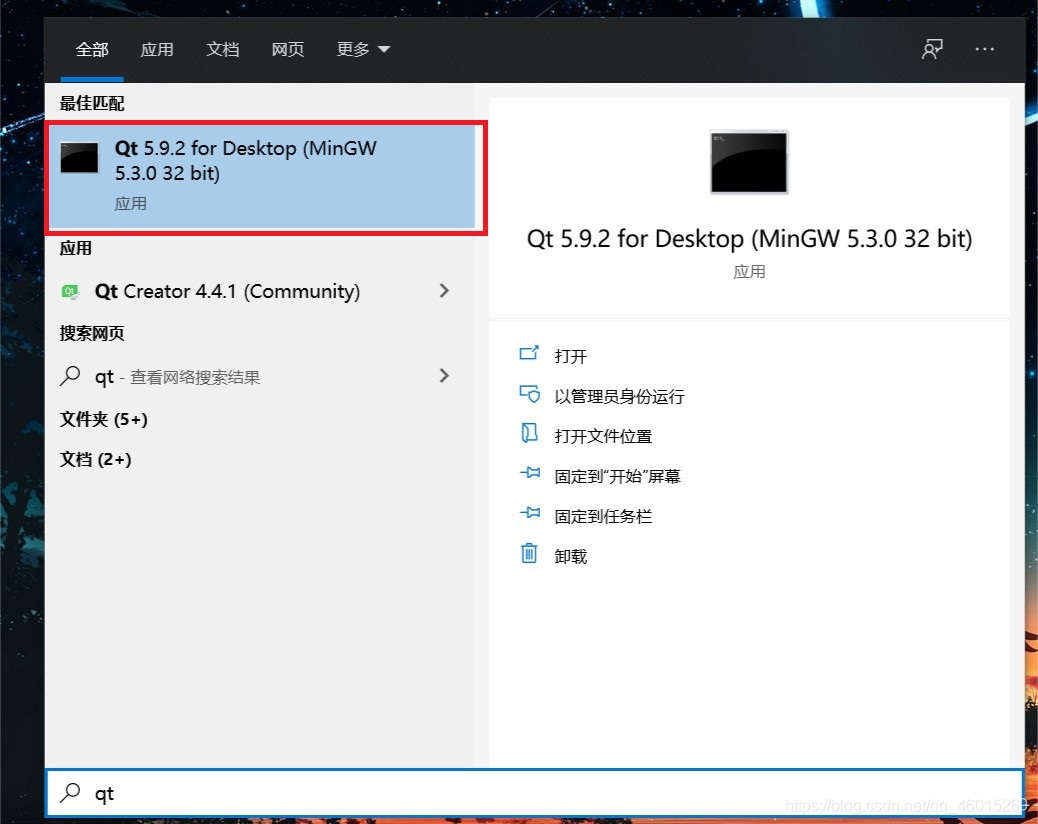 全部 应用 文档 网页 更多
最佳匹配
Qt 5.9.2 for Desktop (MinGW
5.3.0 32 bit)
应用
应用
Qt Creator 4.4.1 (Community)
搜索网页
qt - 查看网络搜索结果
文件夹 (5+)
文档 (2+)
Qt 5.9.2 for Desktop (MinGW 5.3.0 32 bit)
应用
打开
以管理员身份运行
打开文件位置
固定到“开始”屏幕
固定到任务栏
卸载
qt
https://blog.csdn.net/qq_46015269